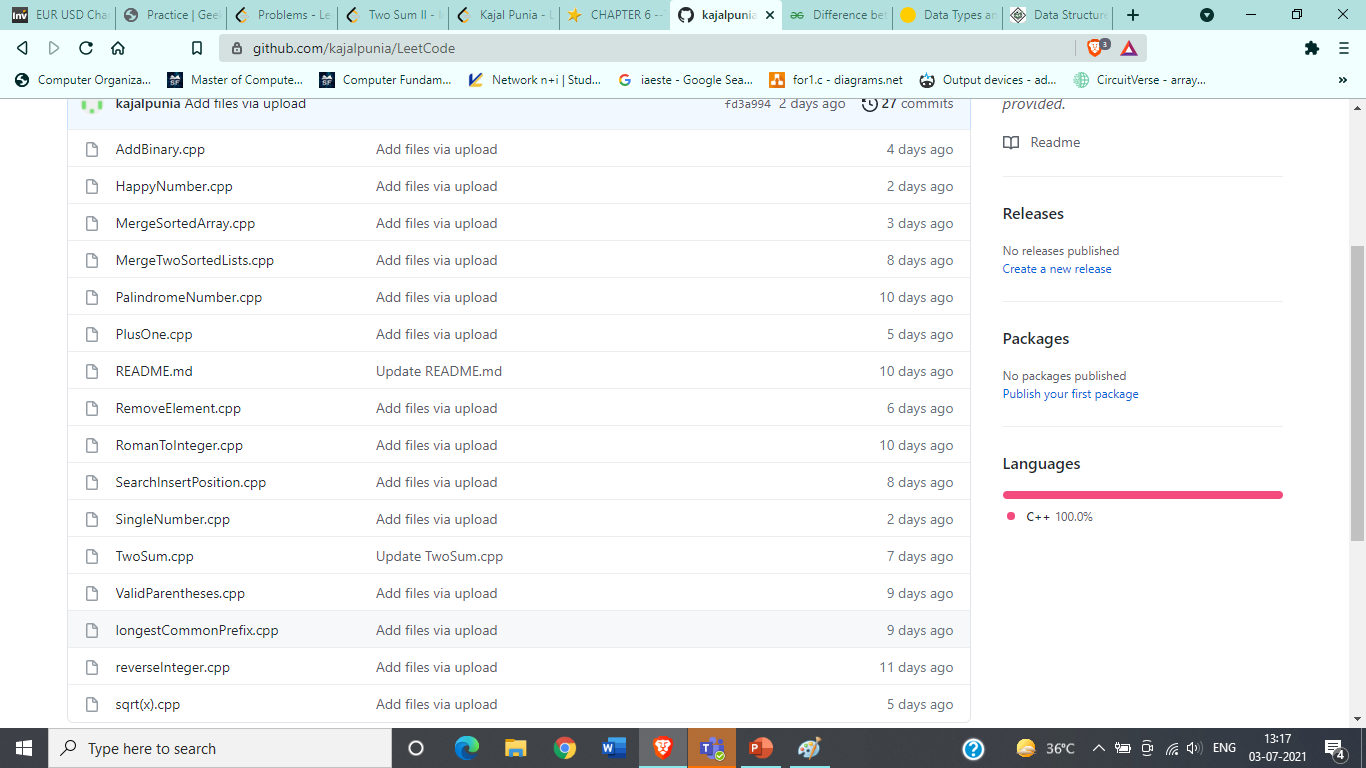 EUR USD Char
Practice | Geel
Problems - Le
Two Sum II - I
Kajal Punia - L
CHAPTER 6 --
kajalpunia
Difference bet
Data Types an
Data Structure
github.com/kajalpunia/LeetCode
3
Computer Organiza...
Master of Compute...
Computer Fundam...
Network n+i | Stud...
iaeste - Google Sea...
for1.c - diagrams.net
Output devices - ad...
CircuitVerse - array...
»
kajalpunia Add files via upload fd3a994 2 days ago 27 commits
AddBinary.cpp Add files via upload 4 days ago
HappyNumber.cpp Add files via upload 2 days ago
MergeSortedArray.cpp Add files via upload 3 days ago
MergeTwoSortedLists.cpp Add files via upload 8 days ago
PalindromeNumber.cpp Add files via upload 10 days ago
PlusOne.cpp Add files via upload 5 days ago
README.md Update README.md 10 days ago
RemoveElement.cpp Add files via upload 6 days ago
RomanToInteger.cpp Add files via upload 10 days ago
SearchInsertPosition.cpp Add files via upload 8 days ago
SingleNumber.cpp Add files via upload 2 days ago
TwoSum.cpp Update TwoSum.cpp 7 days ago
ValidParentheses.cpp Add files via upload 9 days ago
longestCommonPrefix.cpp Add files via upload 9 days ago
reverseInteger.cpp Add files via upload 11 days ago
sqrt(x).cpp Add files via upload 5 days ago
provided.
Readme
Releases
No releases published
Create a new release
Packages
No packages published
Publish your first package
Languages
C++ 100.0%
Type here to search
36°C
ENG
13:17
03-07-2021
4